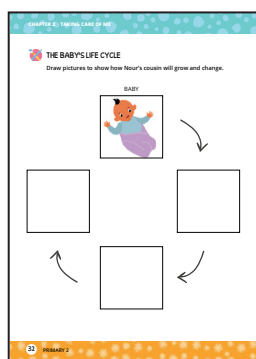 CHAPTER 2 - TAKING CARE OF ME
THE BABY'S LIFE CYCLE
Draw pictures to show how Nour's cousin will grow and change.
BABY
32 PRIMARY 2